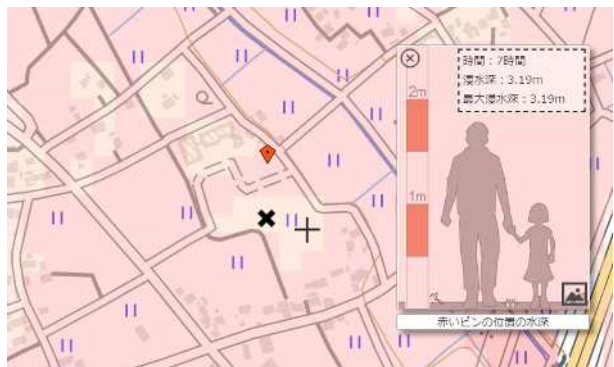 時間：7時間
浸水深：3.19m
最大浸水深：3.19m
2m
1m
赤いピンの位置の水深